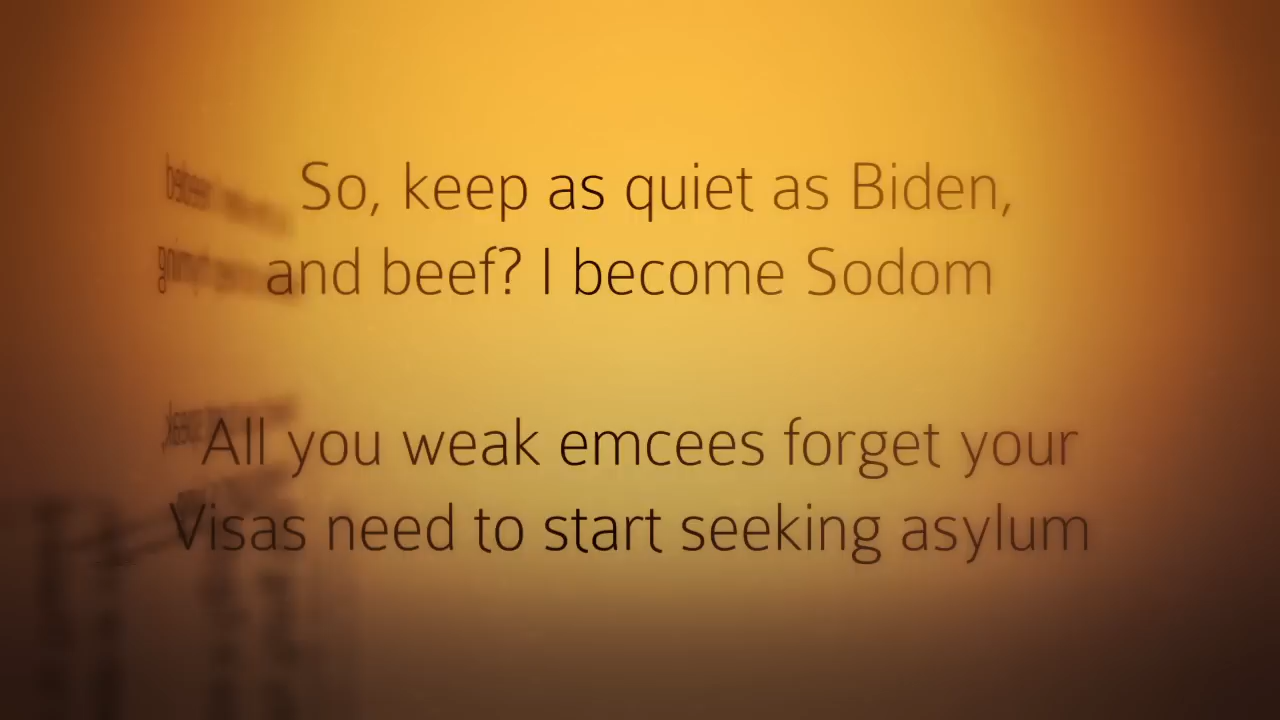 So, keep as quiet as Biden,
and beef? I become Sodom
All you weak emcees forget your
Visas need to start seeking asylum